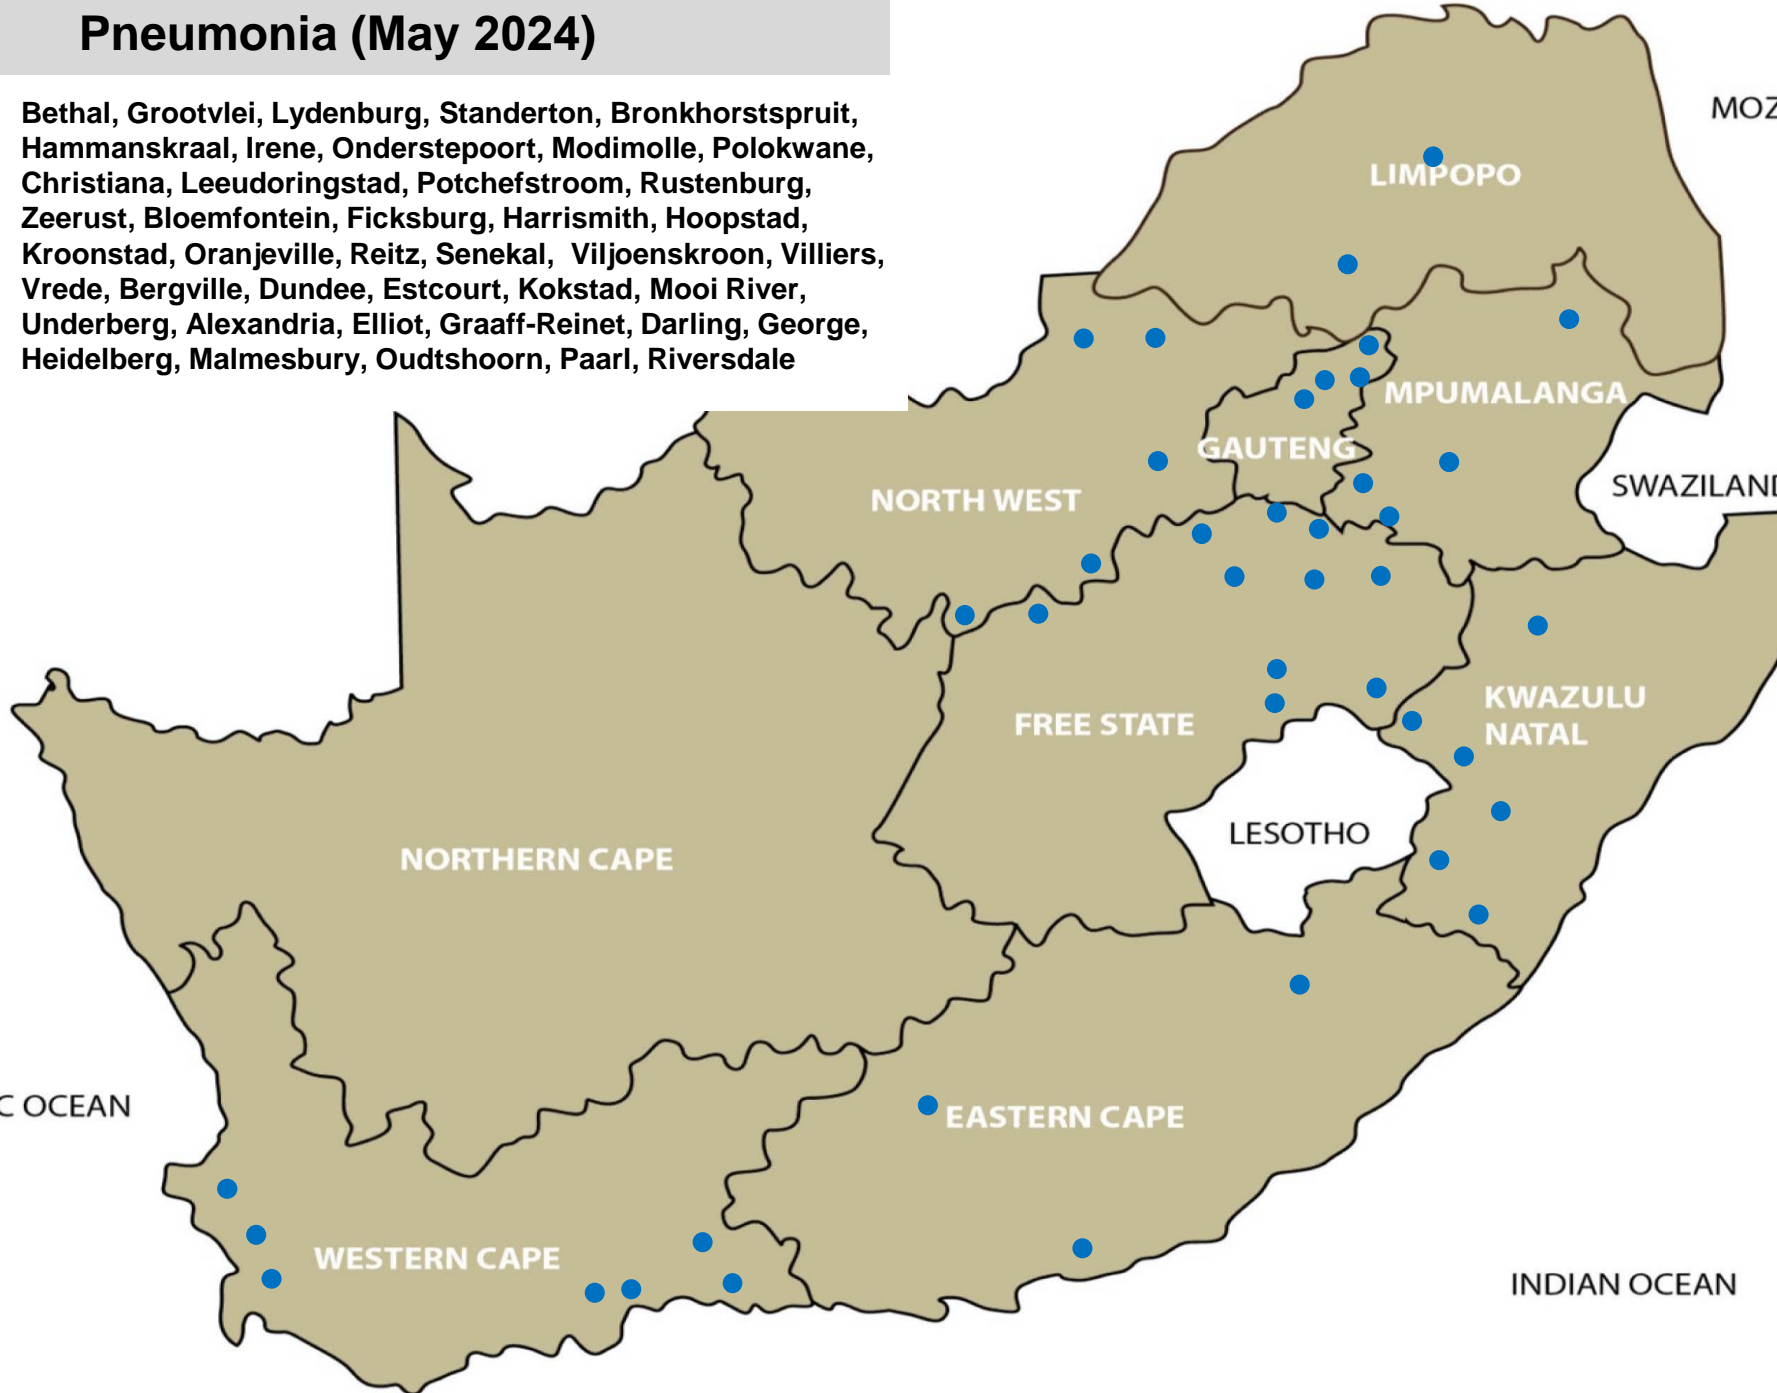 Pneumonia (May 2024)
Bethal, Grootvlei, Lydenburg, Standerton, Bronkhorstspruit,
Hammanskraal, Irene, Onderstepoort, Modimolle, Polokwane,
Christiana, Leeudoringstad, Potchefstroom, Rustenburg,
Zeerust, Bloemfontein, Ficksburg, Harrismith, Hoopstad,
Kroonstad, Oranjeville, Reitz, Senekal, Viljoenskroon, Villiers,
Vrede, Bergville, Dundee, Estcourt, Kokstad, Mooi River,
Underberg, Alexandria, Elliot, Graaff-Reinet, Darling, George,
Heidelberg, Malmesbury, Oudtshoorn, Paarl, Riversdale
MOZ
LIMPOPO
MPUMALANGA
GAUTENG
SWAZILAND
NORTH WEST
KWAZULU
NATAL
FREE STATE
LESOTHO
NORTHERN CAPE
C OCEAN
EASTERN CAPE
WESTERN CAPE
INDIAN OCEAN